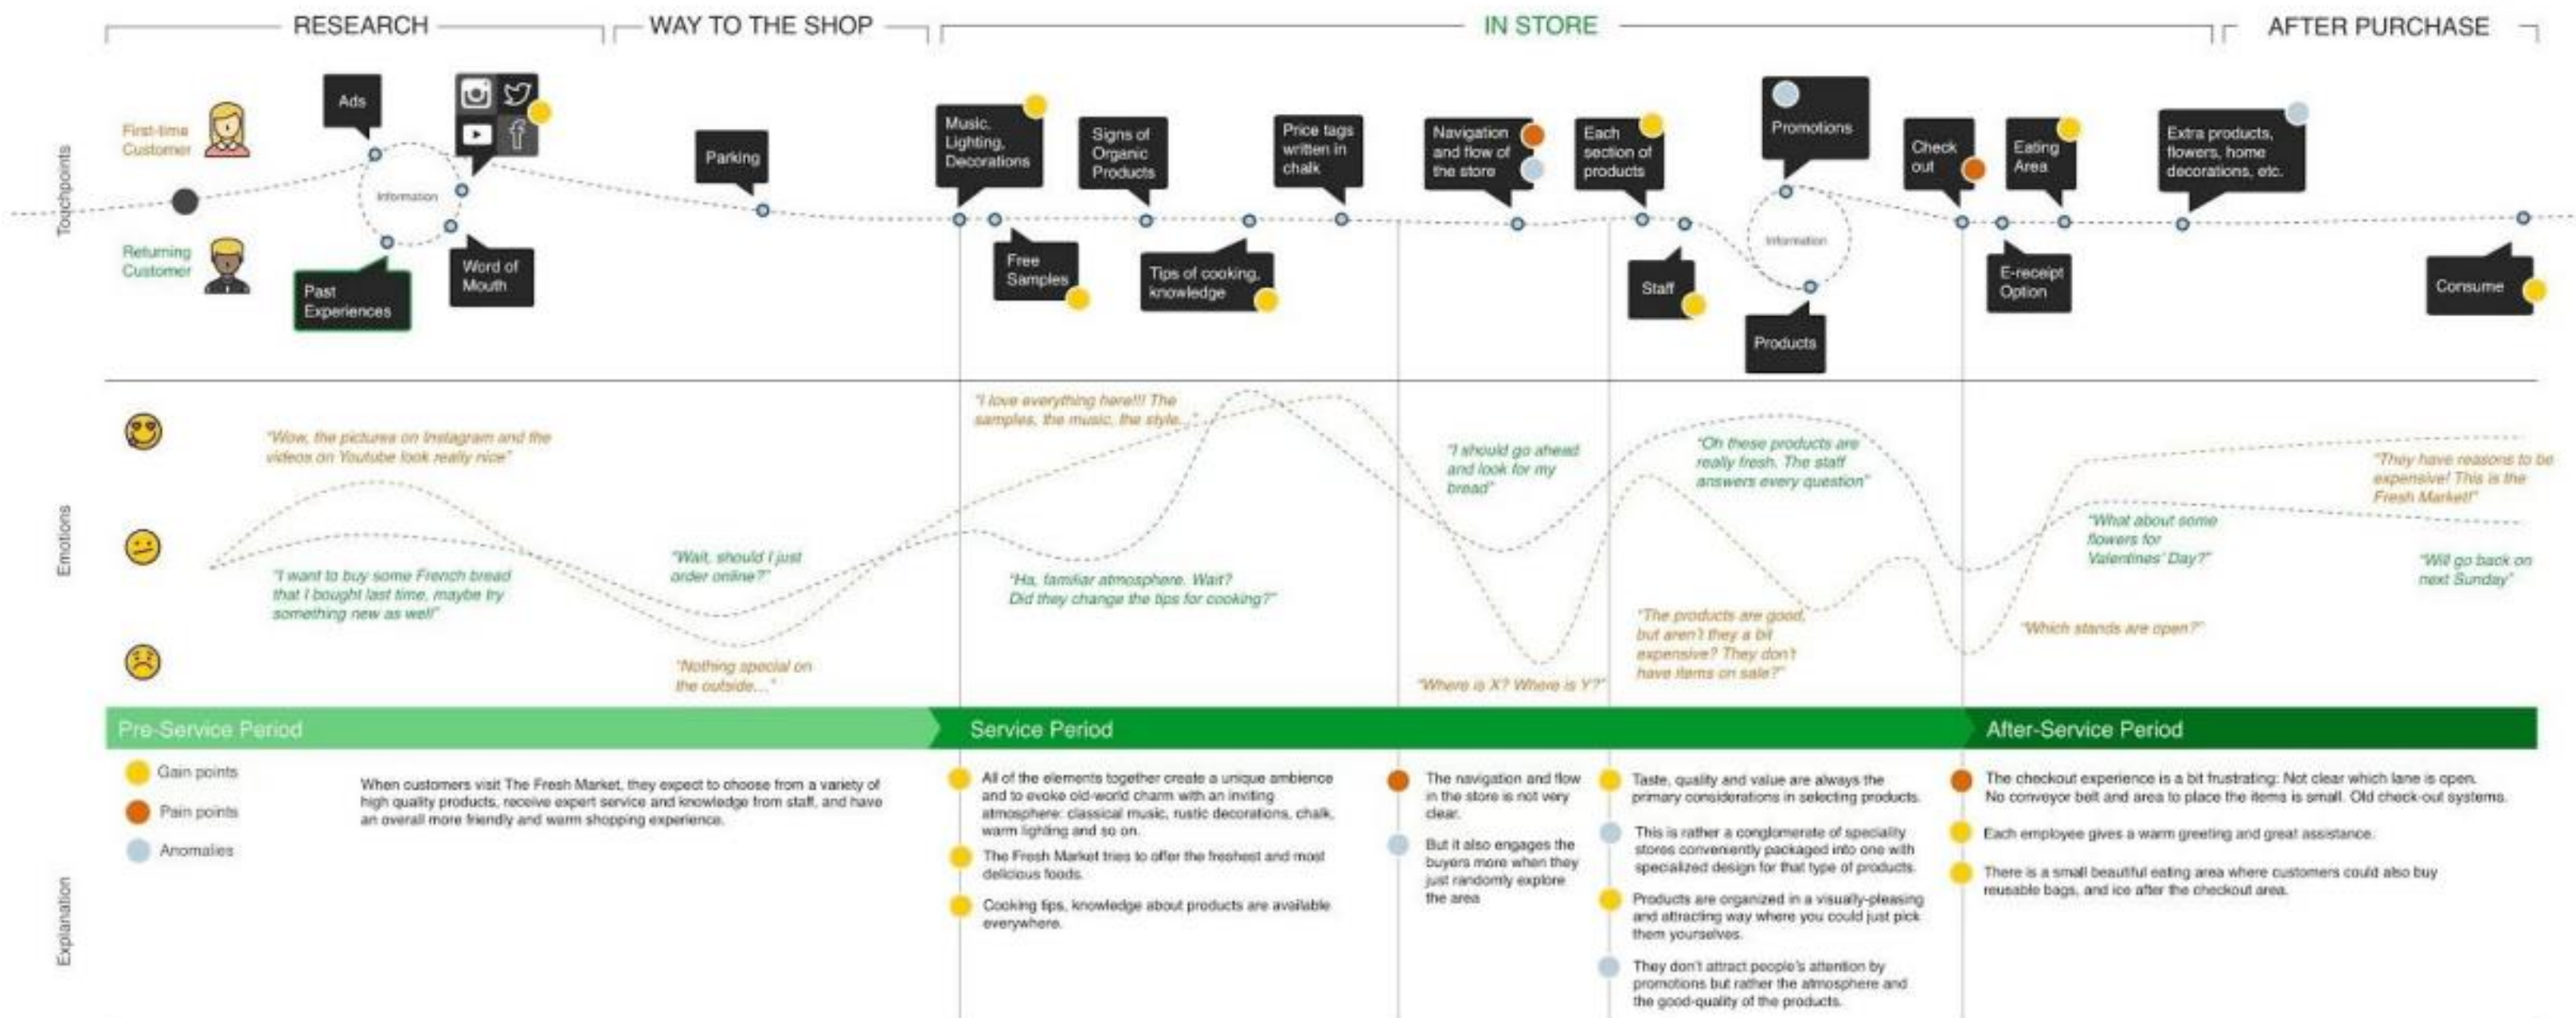 RESEARCH
WAY TO THE SHOP
IN STORE
AFTER PURCHASE
Touchpoints
First-time
Customer
Returning
Customer
Ads
Information
Past
Experiences
Word of
Mouth
Parking
Music,
Lighting,
Decorations
Free
Samples
Signs of
Organic
Products
Tips of cooking,
knowledge
Price tags
written in
chalk
Navigation
and flow of
the store
Each
section of
products
Staff
Promotions
Information
Products
Check
out
E-receipt
Option
Eating
Area
Extra products,
flowers, home
decorations, etc.
Consume
Emotions
"Wow, the pictures on Instagram and the
videos on Youtube look really nice"
"I want to buy some French bread
that I bought last time, maybe try
something new as well"
"Wait, should I just
order online?"
"Nothing special on
the outside..."
"I love everything here!!! The
samples, the music, the style..."
"Ha, familiar atmosphere. Wait?
Did they change the tips for cooking?"
"I should go ahead
and look for my
bread"
"Where is X? Where is Y?"
"Oh these products are
really fresh. The staff
answers every question"
"The products are good,
but aren't they a bit
expensive? They don't
have items on sale?"
"Which stands are open?"
"What about some
flowers for
Valentines' Day?"
"They have reasons to be
expensive! This is the
Fresh Market!"
"Will go back on
next Sunday"
Pre-Service Period
Service Period
After-Service Period
Explanation
Gain points
Pain points
Anomalies
When customers visit The Fresh Market, they expect to choose from a variety of
high quality products, receive expert service and knowledge from staff, and have
an overall more friendly and warm shopping experience.
All of the elements together create a unique ambience
and to evoke old-world charm with an inviting
atmosphere: classical music, rustic decorations, chalk,
warm lighting and so on.
The Fresh Market tries to offer the freshest and most
delicious foods.
Cooking tips, knowledge about products are available
everywhere.
The navigation and flow
in the store is not very
clear.
But it also engages the
buyers more when they
just randomly explore
the area
Taste, quality and value are always the
primary considerations in selecting products.
This is rather a conglomerate of speciality
stores conveniently packaged into one with
specialized design for that type of products.
Products are organized in a visually-pleasing
and attracting way where you could just pick
them yourselves.
They don't attract people's attention by
promotions but rather the atmosphere and
the good-quality of the products.
The checkout experience is a bit frustrating: Not clear which lane is open.
No conveyor belt and area to place the items is small. Old check-out systems.
Each employee gives a warm greeting and great assistance.
There is a small beautiful eating area where customers could also buy
reusable bags, and ice after the checkout area.